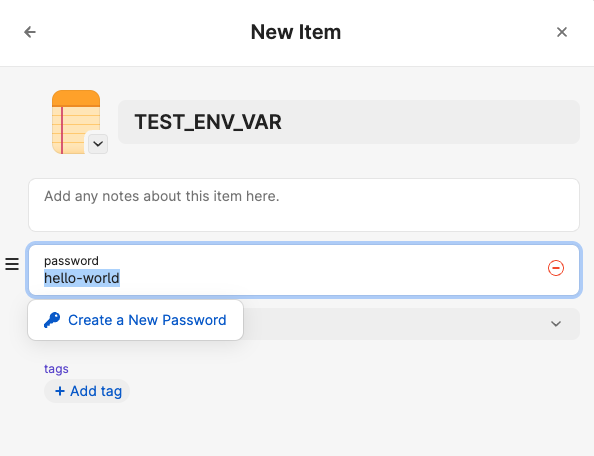 New Item
TEST_ENV_VAR
Add any notes about this item here.
password
hello-world
Create a New Password
tags
+ Add tag